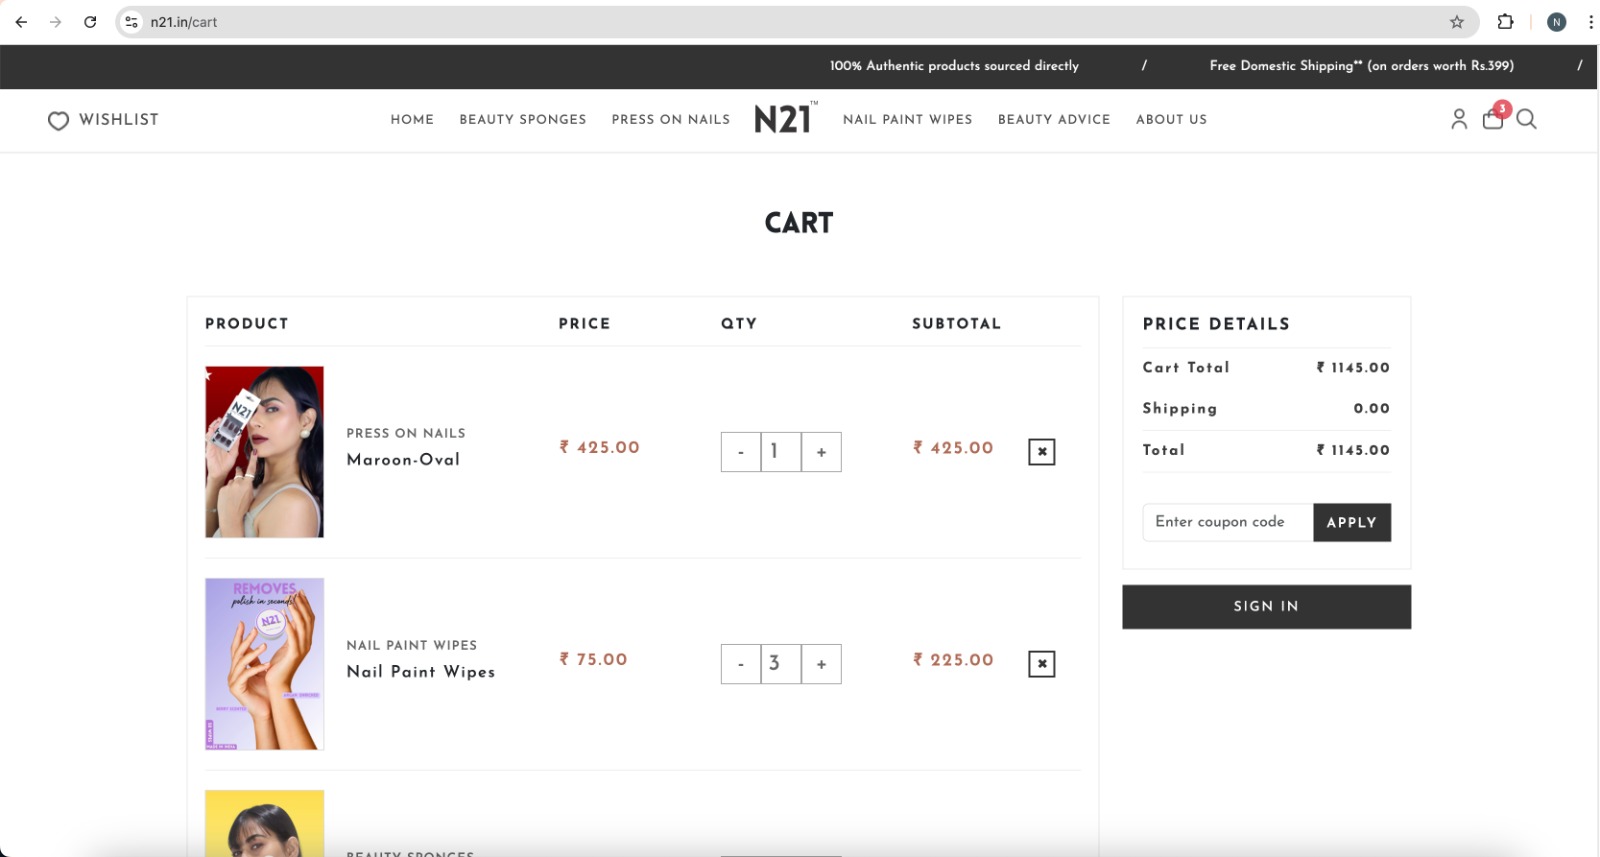 n21.in/cart
N
100% Authentic products sourced directly / Free Domestic Shipping** (on orders worth Rs.399) /
WISHLIST HOME BEAUTY SPONGES PRESS ON NAILS N21™ NAIL PAINT WIPES BEAUTY ADVICE ABOUT US 3
CART
PRODUCT PRICE QTY SUBTOTAL
N21
PRESS ON NAILS
Maroon-Oval
₹ 425.00 - 1 + ₹ 425.00
REMOVES
polish in seconds!
N21
NAIL PAINT WIPES
Nail Paint Wipes
₹ 75.00 - 3 + ₹ 225.00
BEAUTY SPONGES
PRICE DETAILS
Cart Total ₹ 1145.00
Shipping 0.00
Total ₹ 1145.00
Enter coupon code APPLY
SIGN IN